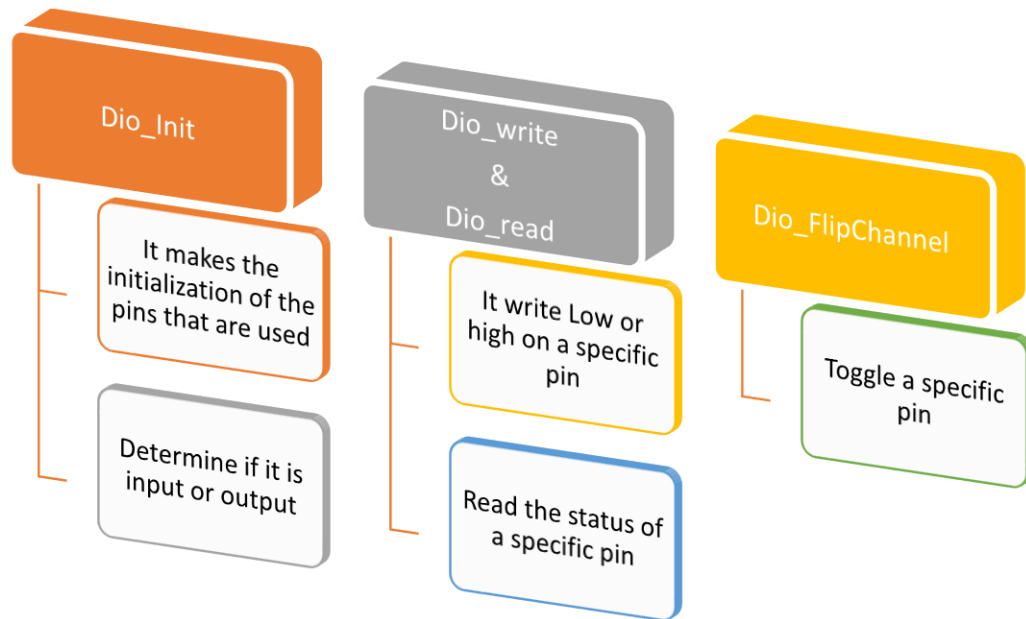 Dio_Init
It makes the
initialization of the
pins that are used
Determine if it is
input or output
Dio_write
&
Dio_read
It write Low or
high on a specific
pin
Read the status of
a specific pin
Dio_FlipChannel
Toggle a specific
pin